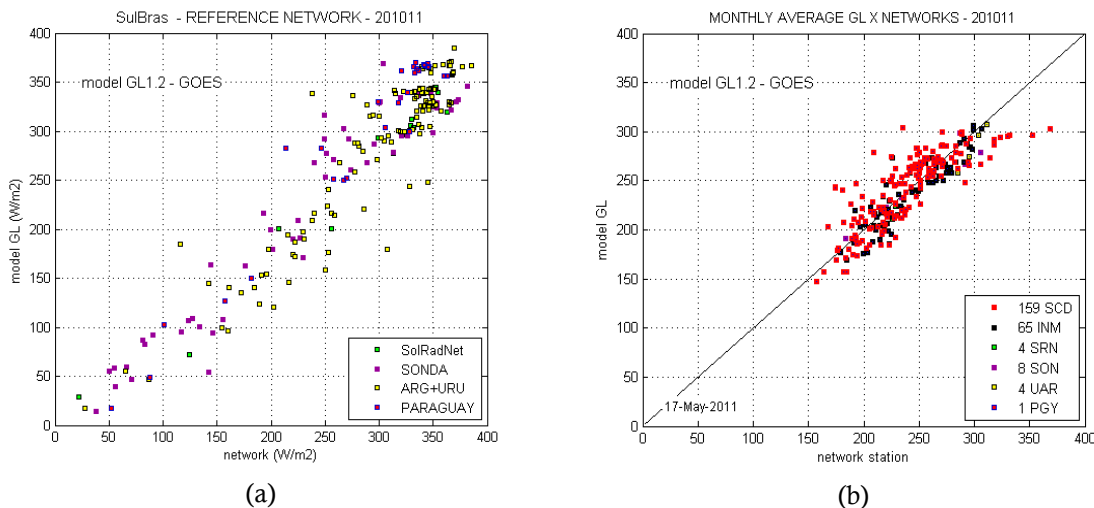 SulBras - REFERENCE NETWORK - 201011
400
350
300
250
200
150
100
50
0
model GL (W/m2)
model GL1.2 - GOES
SolRadNet
SONDA
ARG+URU
PARAGUAY
0 50 100 150 200 250 300 350 400
network (W/m2)
(a)
MONTHLY AVERAGE GL X NETWORKS - 201011
400
350
300
250
200
150
100
50
0
model GL
model GL1.2 - GOES
159 SCD
65 INM
4 SRN
8 SON
4 UAR
1 PGY
17-May-2011
0 50 100 150 200 250 300 350 400
network station
(b)